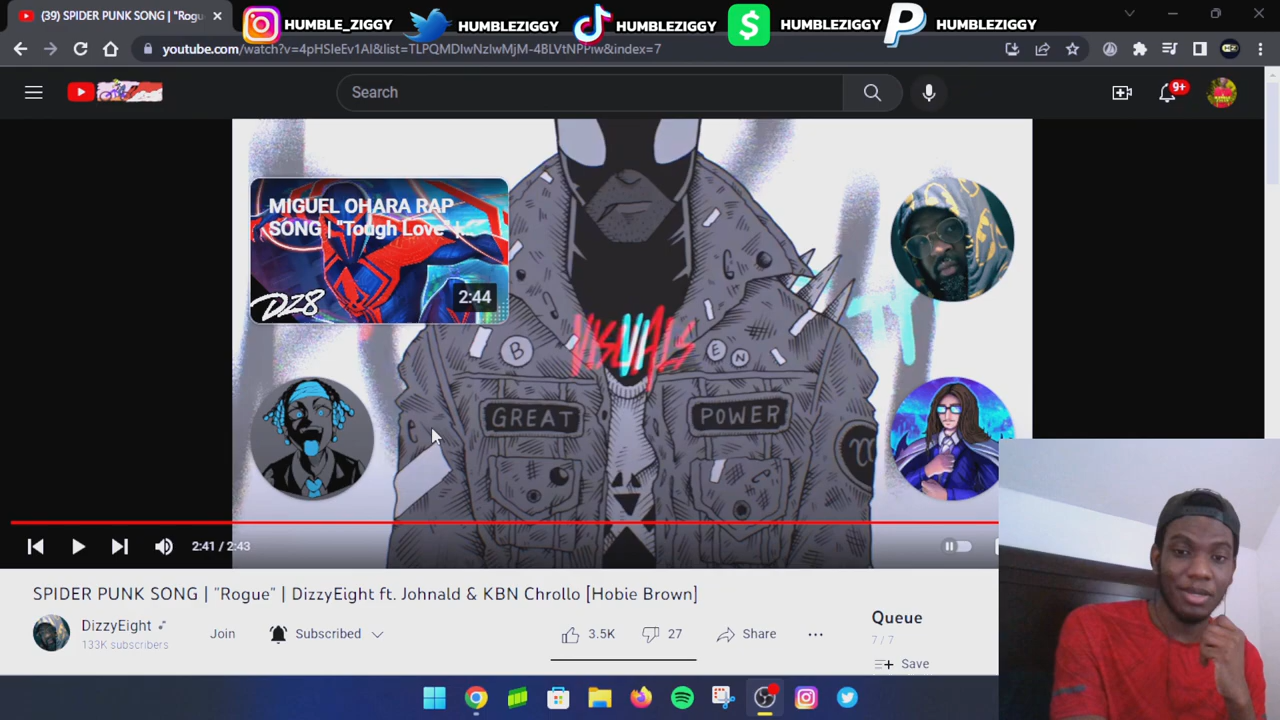 (39) SPIDER PUNK SONG | "Rogu
HUMBLE_ZIGGY
HUMBLEZIGGY
HUMBLEZIGGY
HUMBLEZIGGY
HUMBLEZIGGY
youtube.com/watch?v=4pHSIeEv1AI&list=TLPQMDIwNzIwMjM-4BLVtNPPiw&index=7
Search
9+
MIGUEL OHARA RAP
SONG | "Tough Love" |
DZ8
2:44
VISUALS
B
EN
GREAT
POWER
2:41 / 2:43
SPIDER PUNK SONG | "Rogue" | DizzyEight ft. Johnald & KBN Chrollo [Hobie Brown]
DizzyEight
133K subscribers
Join
Subscribed
3.5K
27
Share
Queue
7 / 7
Save